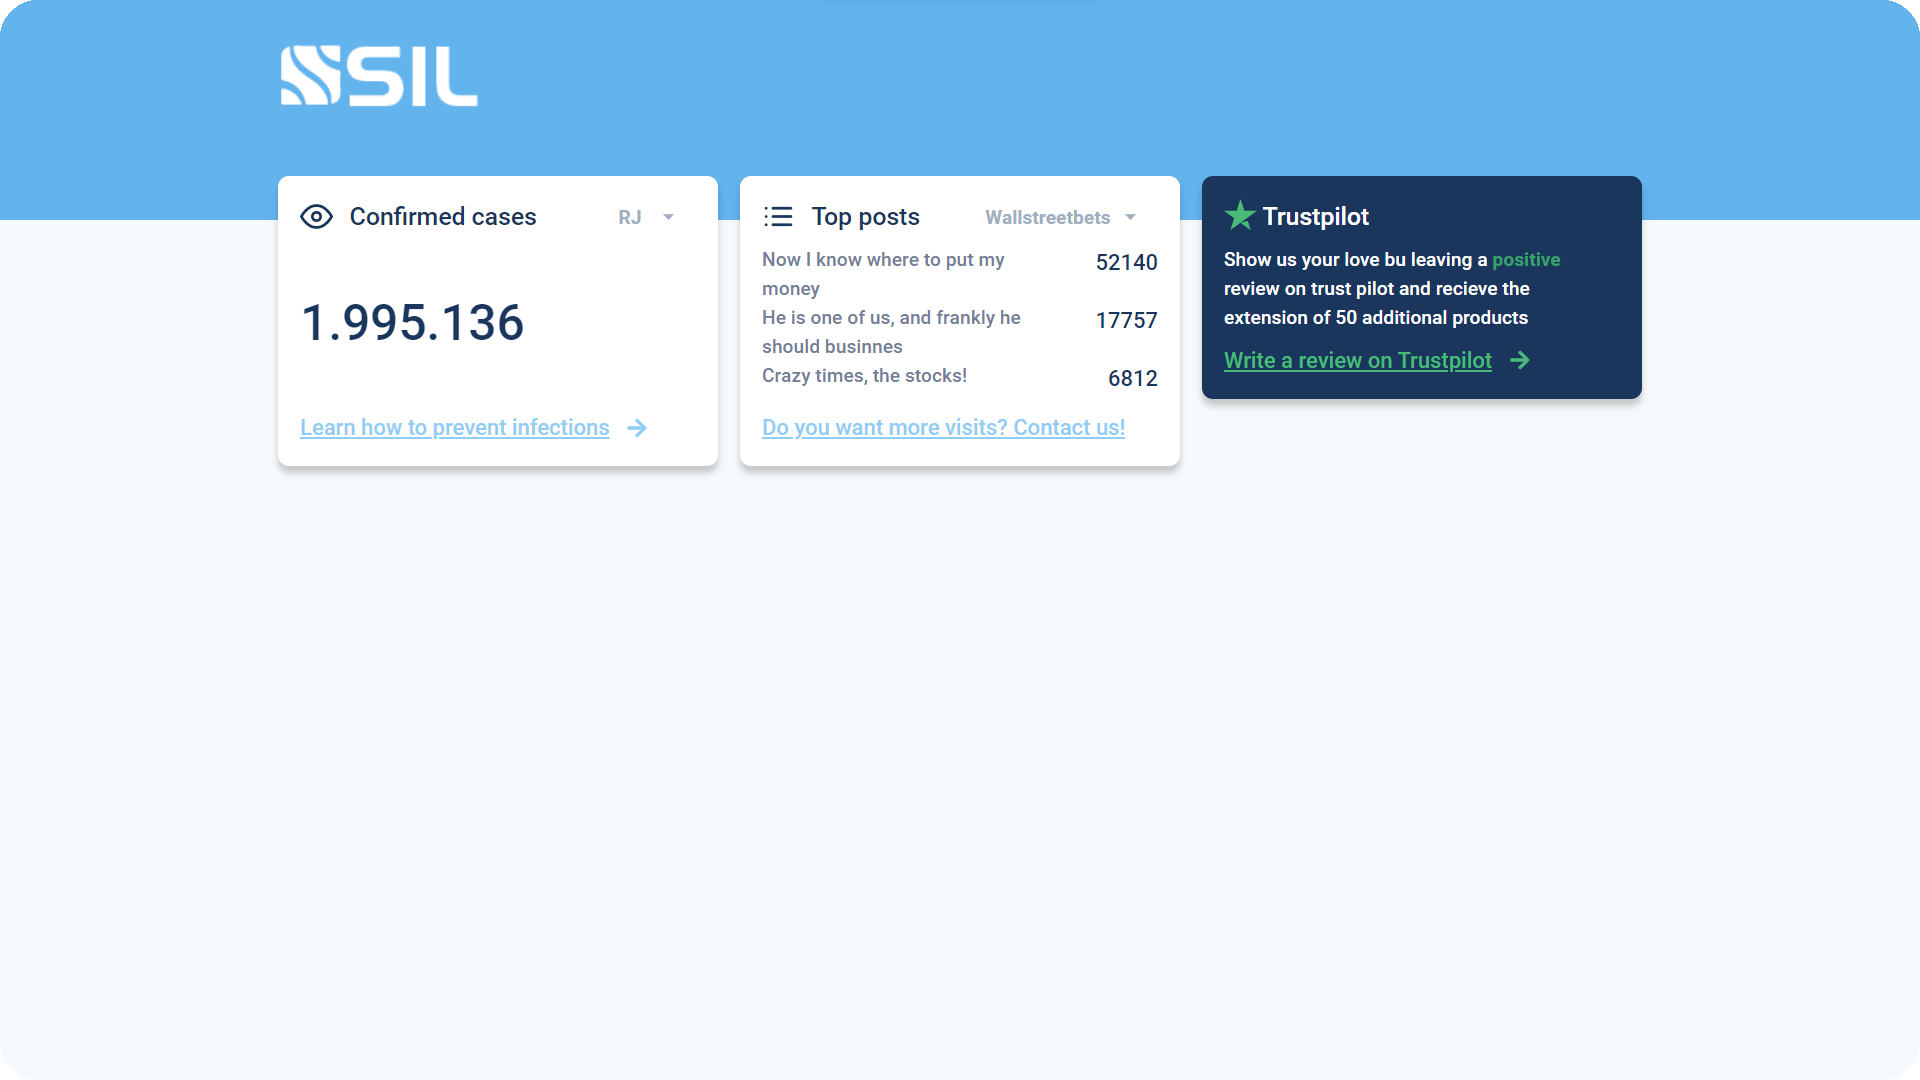 SIL
Confirmed cases
RJ
1.995.136
Learn how to prevent infections
Top posts
Wallstreetbets
Now I know where to put my
money
52140
He is one of us, and frankly he
should businnes
17757
Crazy times, the stocks!
6812
Do you want more visits? Contact us!
Trustpilot
Show us your love bu leaving a positive
review on trust pilot and recieve the
extension of 50 additional products
Write a review on Trustpilot